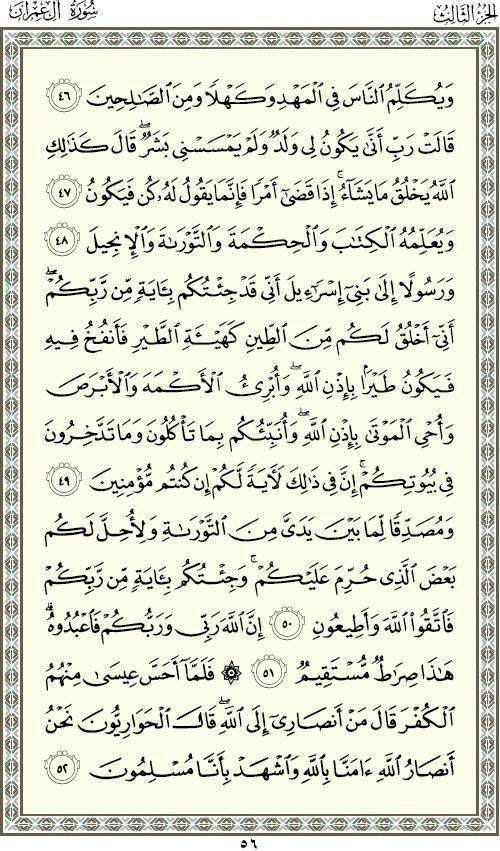 الجزء الثالث سورة آل عمران
وَيُكَلِّمُ ٱلنَّاسَ فِى ٱلْمَهْدِ وَكَهْلًا وَمِنَ ٱلصَّٰلِحِينَ ٤٦
قَالَتْ رَبِّ أَنَّىٰ يَكُونُ لِى وَلَدٌ وَلَمْ يَمْسَسْنِى بَشَرٌ ۖ قَالَ كَذَٰلِكِ
ٱللَّهُ يَخْلُقُ مَا يَشَآءُ ۚ إِذَا قَضَىٰٓ أَمْرًا فَإِنَّمَا يَقُولُ لَهُۥ كُن فَيَكُونُ ٤٧
وَيُعَلِّمُهُ ٱلْكِتَٰبَ وَٱلْحِكْمَةَ وَٱلتَّوْرَىٰةَ وَٱلْإِنجِيلَ ٤٨
وَرَسُولًا إِلَىٰ بَنِىٓ إِسْرَٰٓءِيلَ أَنِّى قَدْ جِئْتُكُم بِـَٔايَةٍ مِّن رَّبِّكُمْ ۖ
أَنِّىٓ أَخْلُقُ لَكُم مِّنَ ٱلطِّينِ كَهَيْـَٔةِ ٱلطَّيْرِ فَأَنفُخُ فِيهِ
فَيَكُونُ طَيْرًۢا بِإِذْنِ ٱللَّهِ ۖ وَأُبْرِئُ ٱلْأَكْمَهَ وَٱلْأَبْرَصَ
وَأُحْىِ ٱلْمَوْتَىٰ بِإِذْنِ ٱللَّهِ ۖ وَأُنَبِّئُكُم بِمَا تَأْكُلُونَ وَمَا تَدَّخِرُونَ
فِى بُيُوتِكُمْ ۚ إِنَّ فِى ذَٰلِكَ لَـَٔايَةً لَّكُمْ إِن كُنتُم مُّؤْمِنِينَ ٤٩
وَمُصَدِّقًا لِّمَا بَيْنَ يَدَىَّ مِنَ ٱلتَّوْرَىٰةِ وَلِأُحِلَّ لَكُم
بَعْضَ ٱلَّذِى حُرِّمَ عَلَيْكُمْ ۚ وَجِئْتُكُم بِـَٔايَةٍ مِّن رَّبِّكُمْ
فَٱتَّقُوا۟ ٱللَّهَ وَأَطِيعُونِ ٥٠ إِنَّ ٱللَّهَ رَبِّى وَرَبُّكُمْ فَٱعْبُدُوهُ ۗ
هَٰذَا صِرَٰطٌ مُّسْتَقِيمٌ ٥١ ۞ فَلَمَّآ أَحَسَّ عِيسَىٰ مِنْهُمُ
ٱلْكُفْرَ قَالَ مَنْ أَنصَارِىٓ إِلَى ٱللَّهِ ۖ قَالَ ٱلْحَوَارِيُّونَ نَحْنُ
أَنصَارُ ٱللَّهِ ءَامَنَّا بِٱللَّهِ وَٱشْهَدْ بِأَنَّا مُسْلِمُونَ ٥٢
٥٦